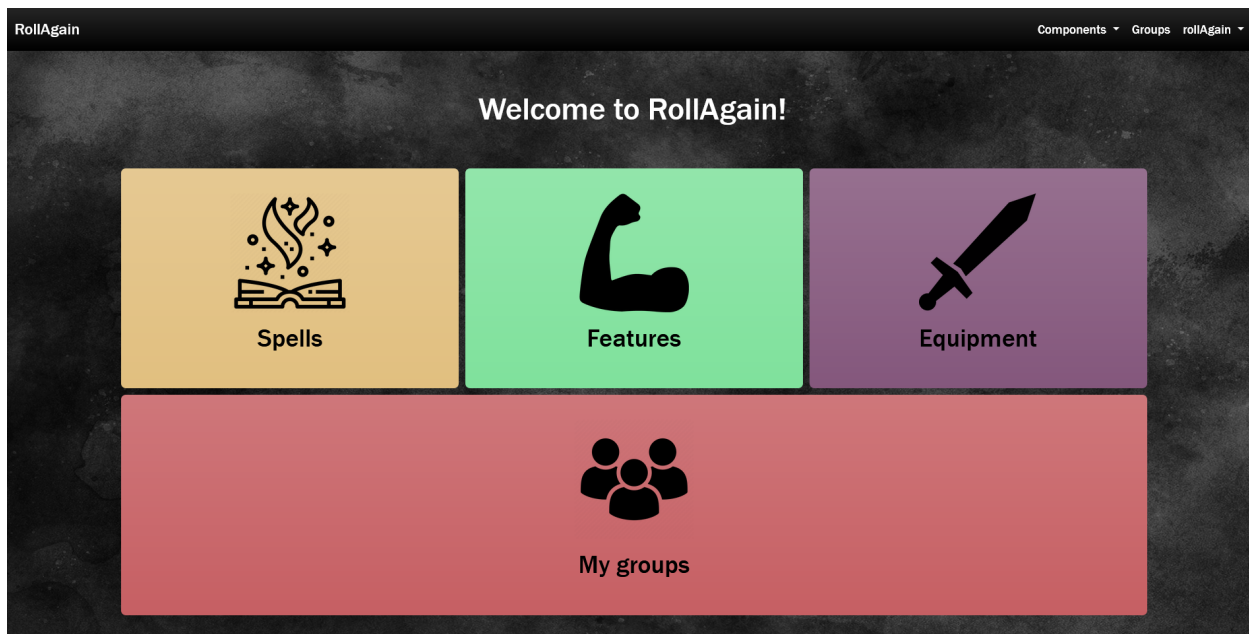 RollAgain
Components
Groups
rollAgain
Welcome to RollAgain!
Spells
Features
Equipment
My groups